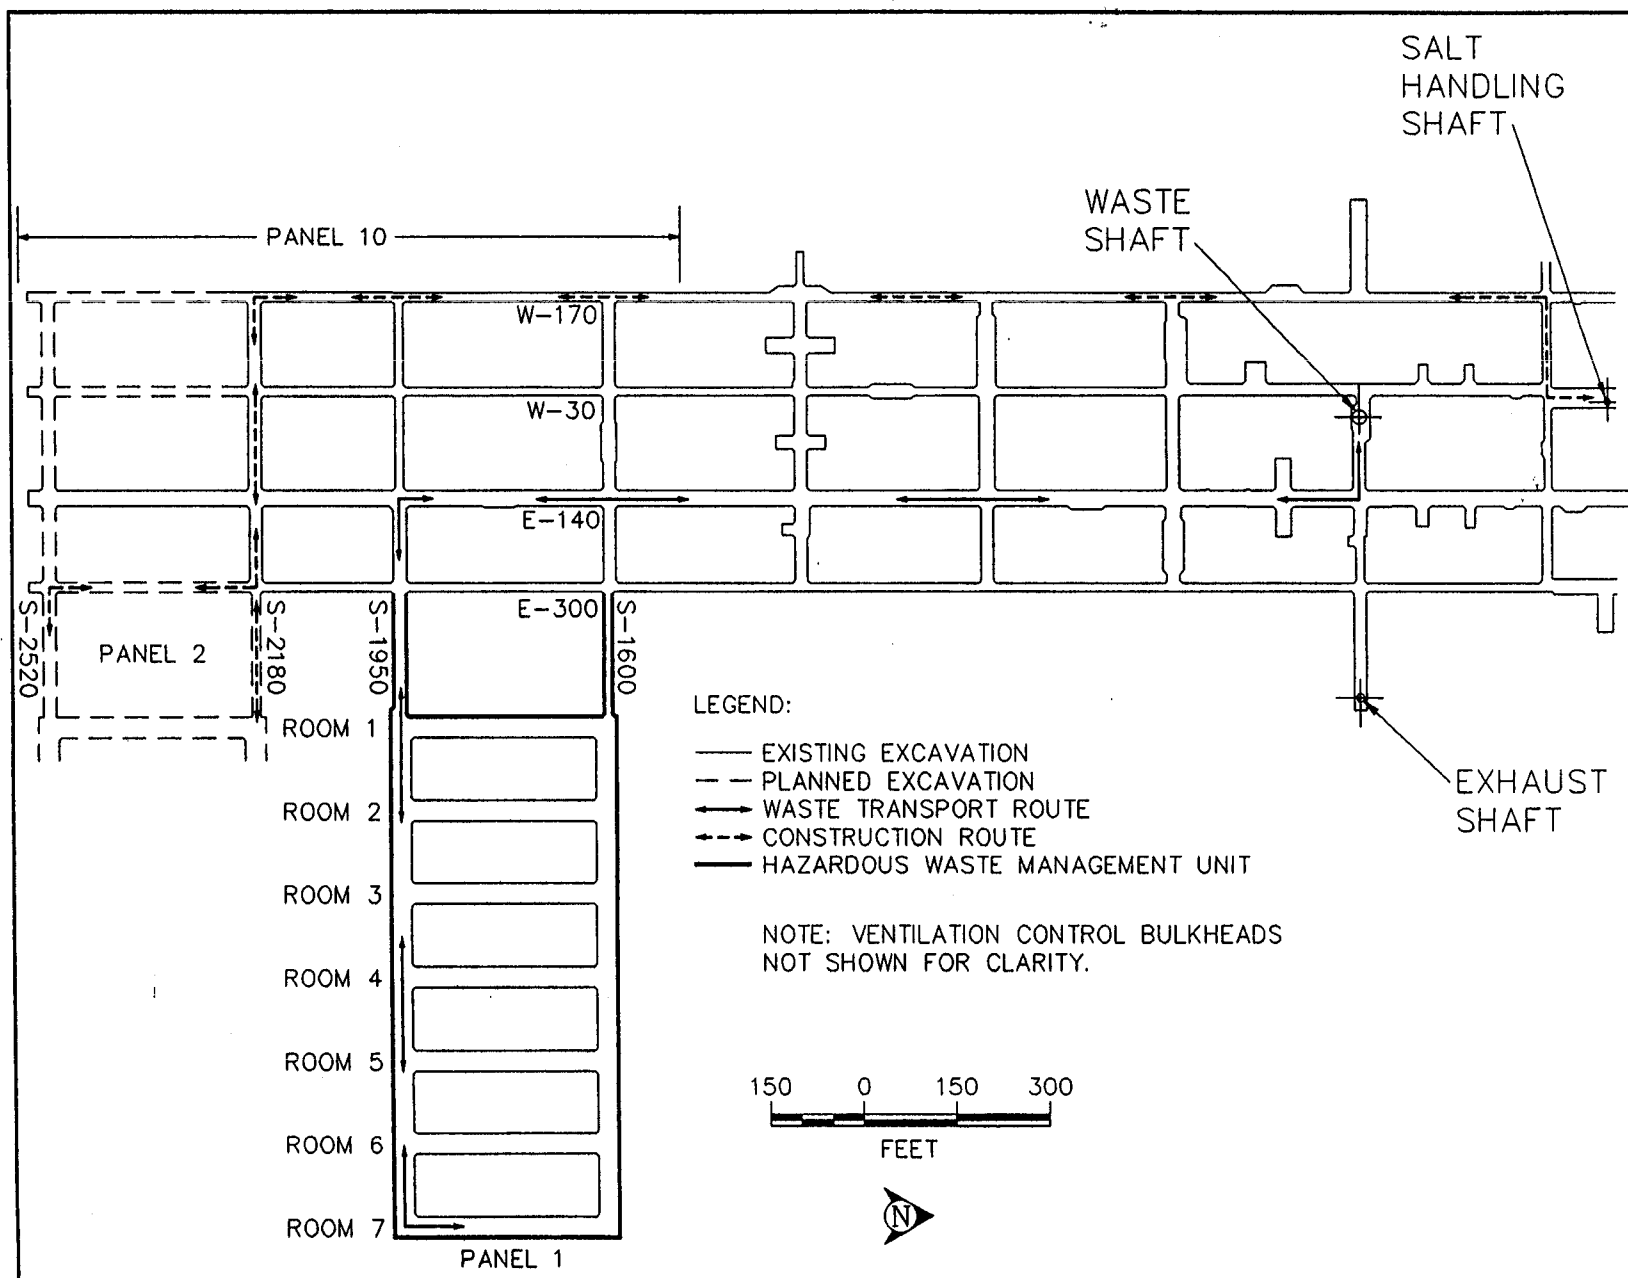 SALT
HANDLING
SHAFT
WASTE
SHAFT
PANEL 10
W-170
W-30
E-140
E-300
S-2520
S-2180
S-1950
S-1600
PANEL 2
ROOM 1
ROOM 2
ROOM 3
ROOM 4
ROOM 5
ROOM 6
ROOM 7
PANEL 1
LEGEND:
EXISTING EXCAVATION
PLANNED EXCAVATION
WASTE TRANSPORT ROUTE
CONSTRUCTION ROUTE
HAZARDOUS WASTE MANAGEMENT UNIT
NOTE: VENTILATION CONTROL BULKHEADS
NOT SHOWN FOR CLARITY.
EXHAUST
SHAFT
150 0 150 300
FEET
N